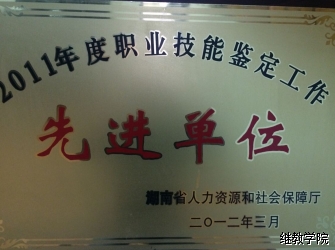 2011年度职业技能鉴定工作
先进单位
湖南省人力资源和社会保障厅
二〇一二年三月
继教学院